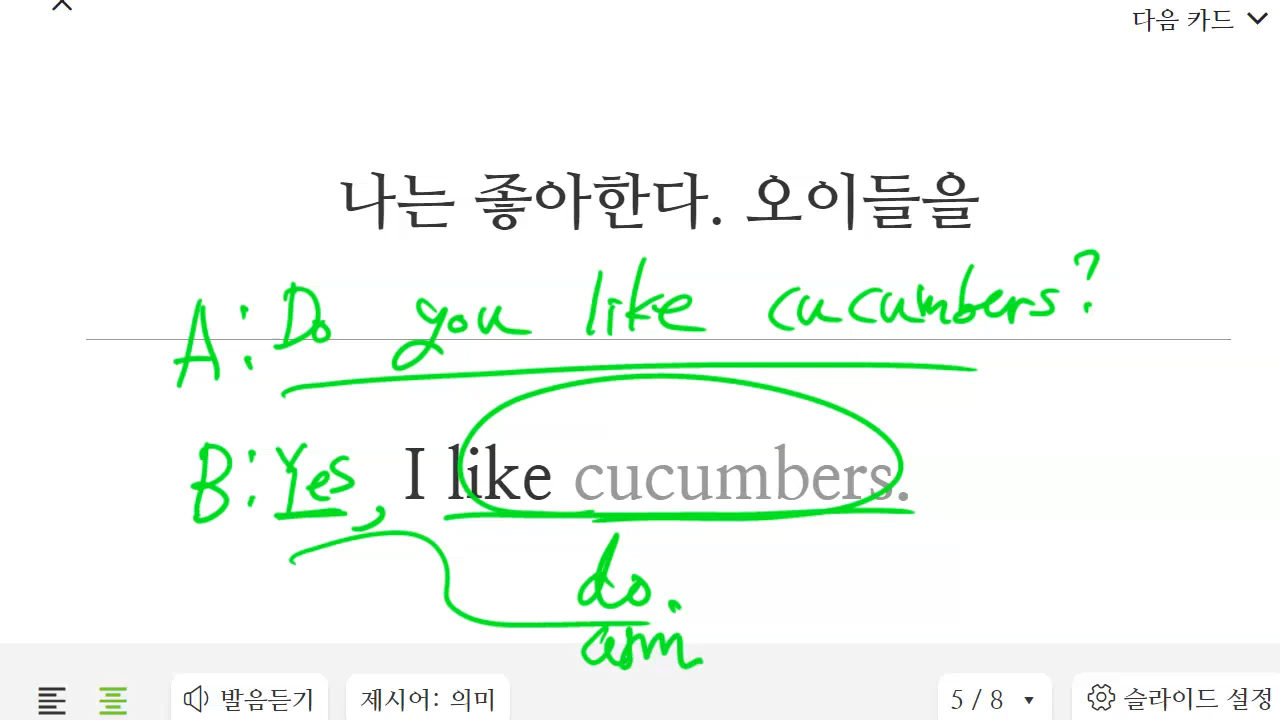 다음 카드
나는 좋아한다. 오이들을
A: Do you like cucumbers?
B: Yes, I like cucumbers.
do.
am
발음듣기 제시어: 의미 5 / 8 슬라이드 설정